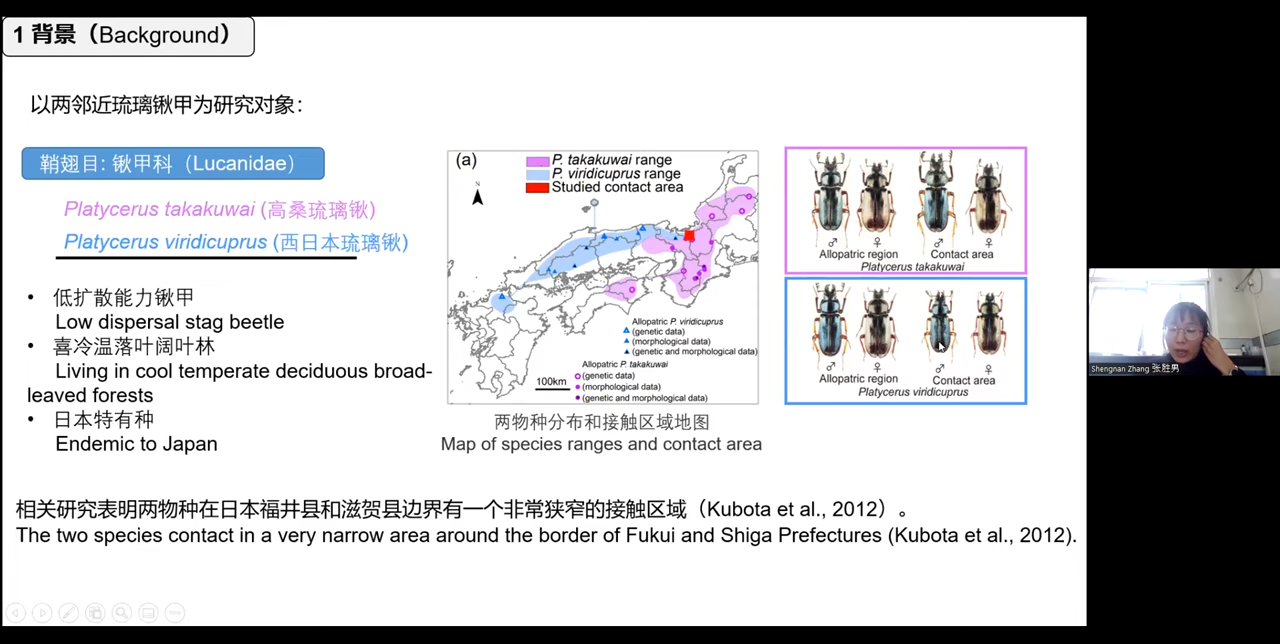 1 背景（Background）
以两邻近琉璃锹甲为研究对象：
鞘翅目: 锹甲科（Lucanidae）
Platycerus takakuwai (高桑琉璃锹)
Platycerus viridicuprus (西日本琉璃锹)
• 低扩散能力锹甲
Low dispersal stag beetle
• 喜冷温落叶阔叶林
Living in cool temperate deciduous broad-
leaved forests
• 日本特有种
Endemic to Japan
(a)
P. takakuwai range
P. viridicuprus range
Studied contact area
N
Allopatric P. viridicuprus
(genetic data)
(morphological data)
(genetic and morphological data)
Allopatric P. takakuwai
(genetic data)
(morphological data)
(genetic and morphological data)
100km
两物种分布和接触区域地图
Map of species ranges and contact area
♂ ♀ ♂ ♀
Allopatric region Contact area
Platycerus takakuwai
♂ ♀ ♂ ♀
Allopatric region Contact area
Platycerus viridicuprus
相关研究表明两物种在日本福井县和滋贺县边界有一个非常狭窄的接触区域（Kubota et al., 2012）。
The two species contact in a very narrow area around the border of Fukui and Shiga Prefectures (Kubota et al., 2012).
Shengnan Zhang 张胜男